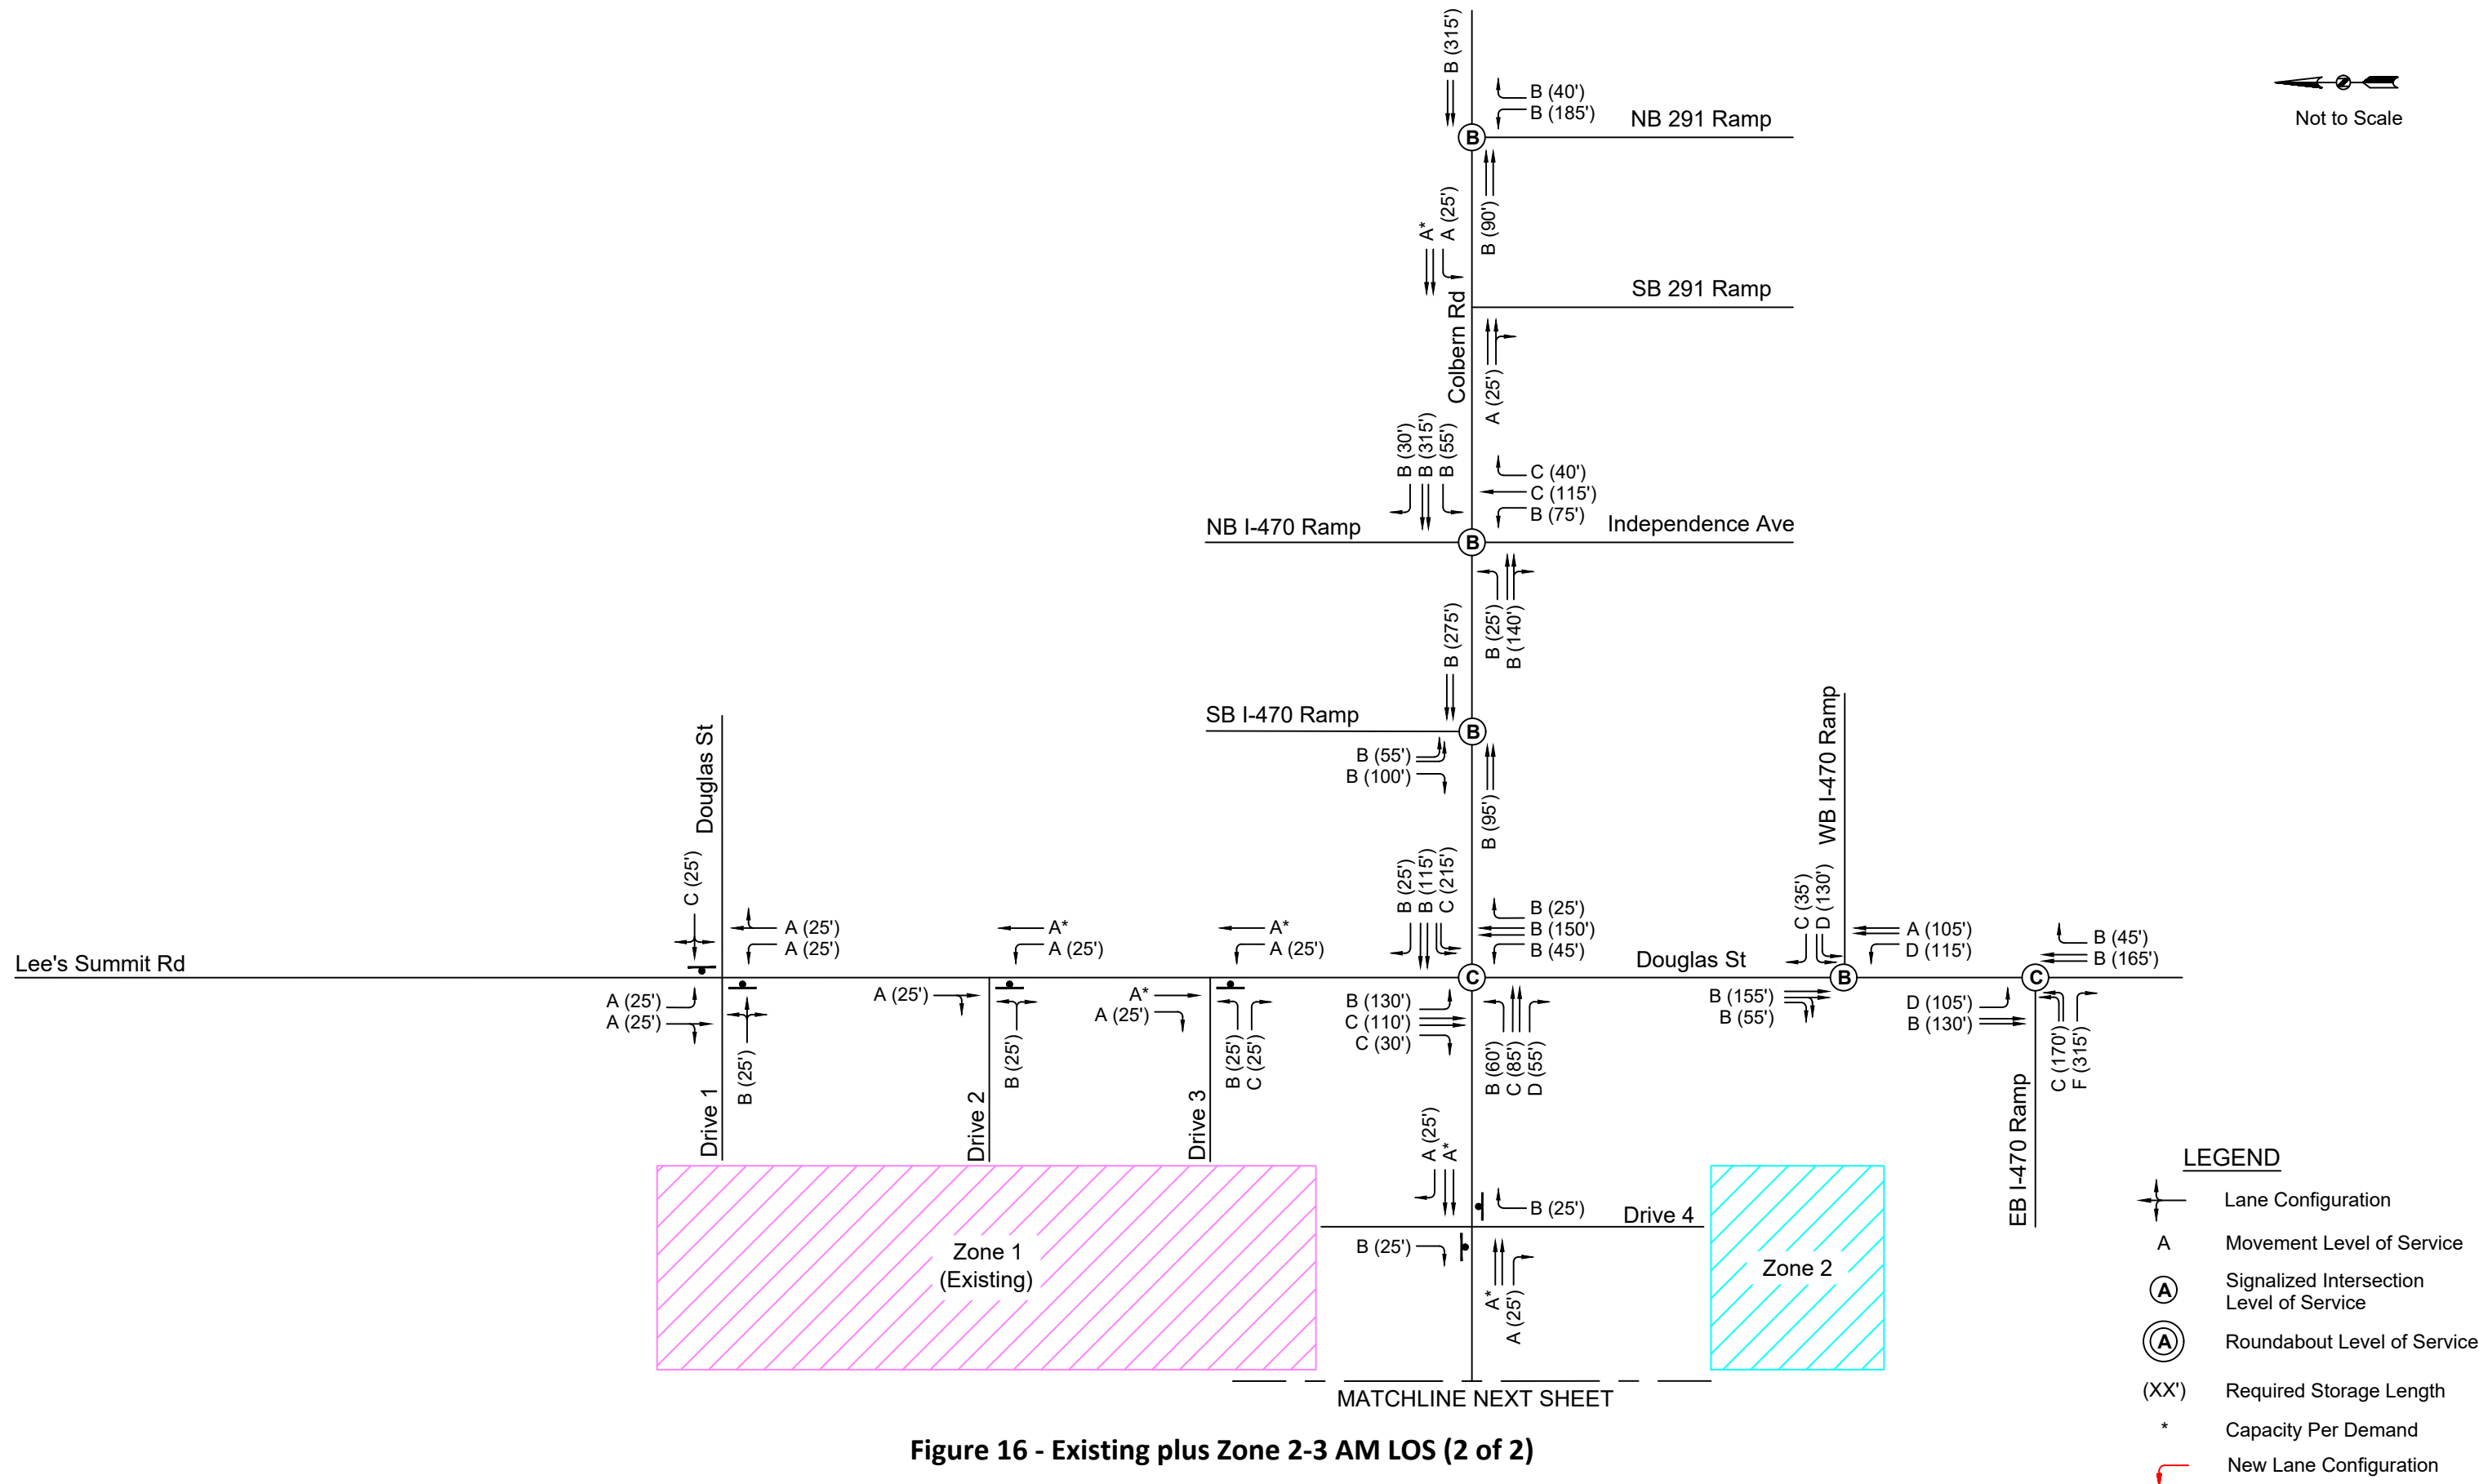 B (315')
B (40')
B (185')
NB 291 Ramp
Not to Scale
B
A*
A (25')
B (90')
SB 291 Ramp
Colbern Rd
A (25')
B (30')
B (315')
B (55')
C (40')
C (115')
B (75')
NB I-470 Ramp
Independence Ave
B
B (25')
B (140')
B (275')
SB I-470 Ramp
B
B (55')
B (100')
B (95')
Douglas St
WB I-470 Ramp
C (25')
A (25')
A (25')
A*
A (25')
A*
A (25')
B (25')
B (115')
C (215')
B (25')
B (150')
B (45')
C (35')
D (130')
A (105')
D (115')
B (45')
B (165')
Lee's Summit Rd
Douglas St
C
B
C
A (25')
A (25')
B (25')
A (25')
B (25')
A*
A (25')
B (25')
C (25')
B (130')
C (110')
C (30')
B (60')
C (85')
D (55')
B (155')
B (55')
D (105')
B (130')
C (170')
F (315')
Drive 1
Drive 2
Drive 3
EB I-470 Ramp
A (25')
A*
B (25')
Drive 4
B (25')
A*
A (25')
Zone 1
(Existing)
Zone 2
MATCHLINE NEXT SHEET
LEGEND
Lane Configuration
A Movement Level of Service
A Signalized Intersection
Level of Service
A Roundabout Level of Service
(XX') Required Storage Length
* Capacity Per Demand
New Lane Configuration
Figure 16 - Existing plus Zone 2-3 AM LOS (2 of 2)